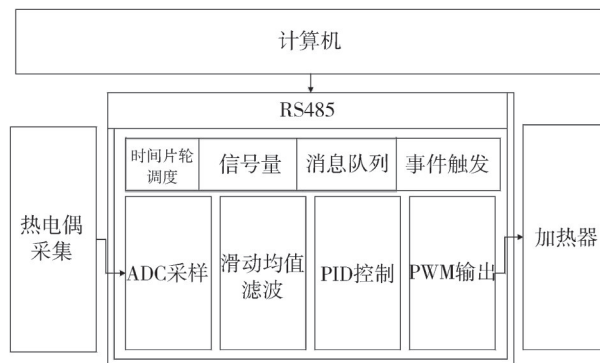 计算机
RS485
时间片轮
调度
信号量
消息队列
事件触发
热电偶
采集
ADC采样
滑动均值
滤波
PID控制
PWM输出
加热器